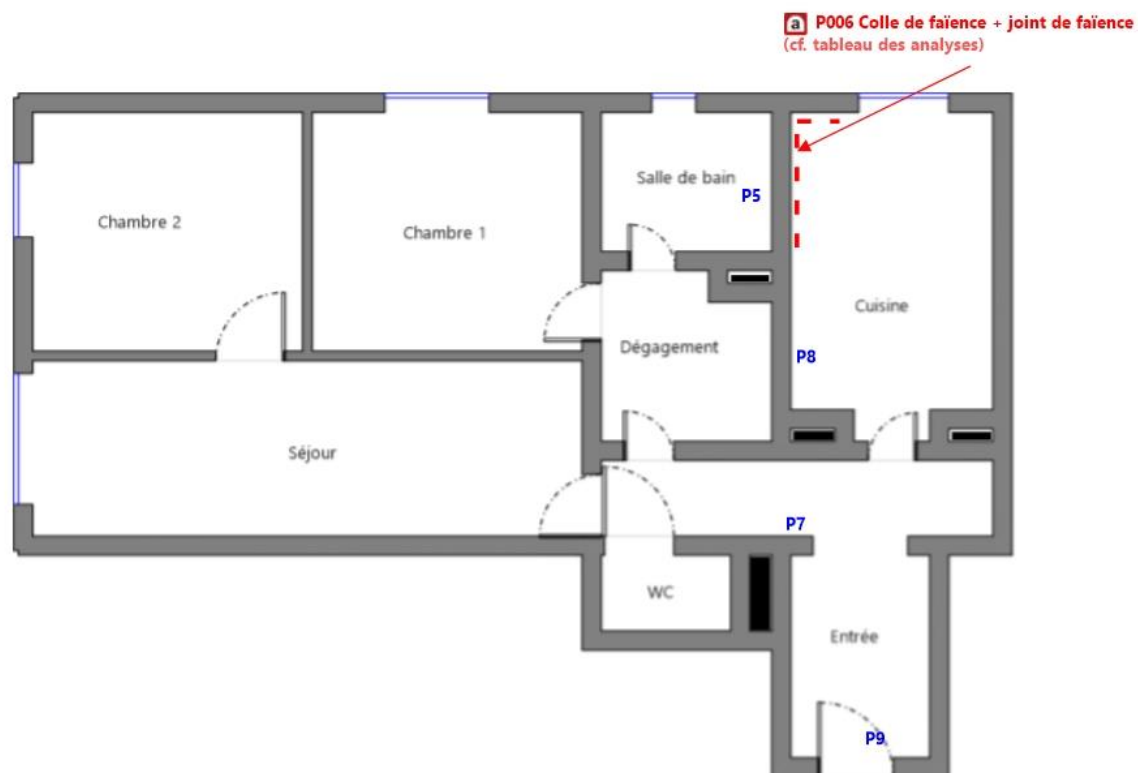 a P006 Colle de faïence + joint de faïence
(cf. tableau des analyses)
Salle de bain
P5
Chambre 2
Chambre 1
Cuisine
Dégagement
P8
Séjour
P7
WC
Entrée
P9